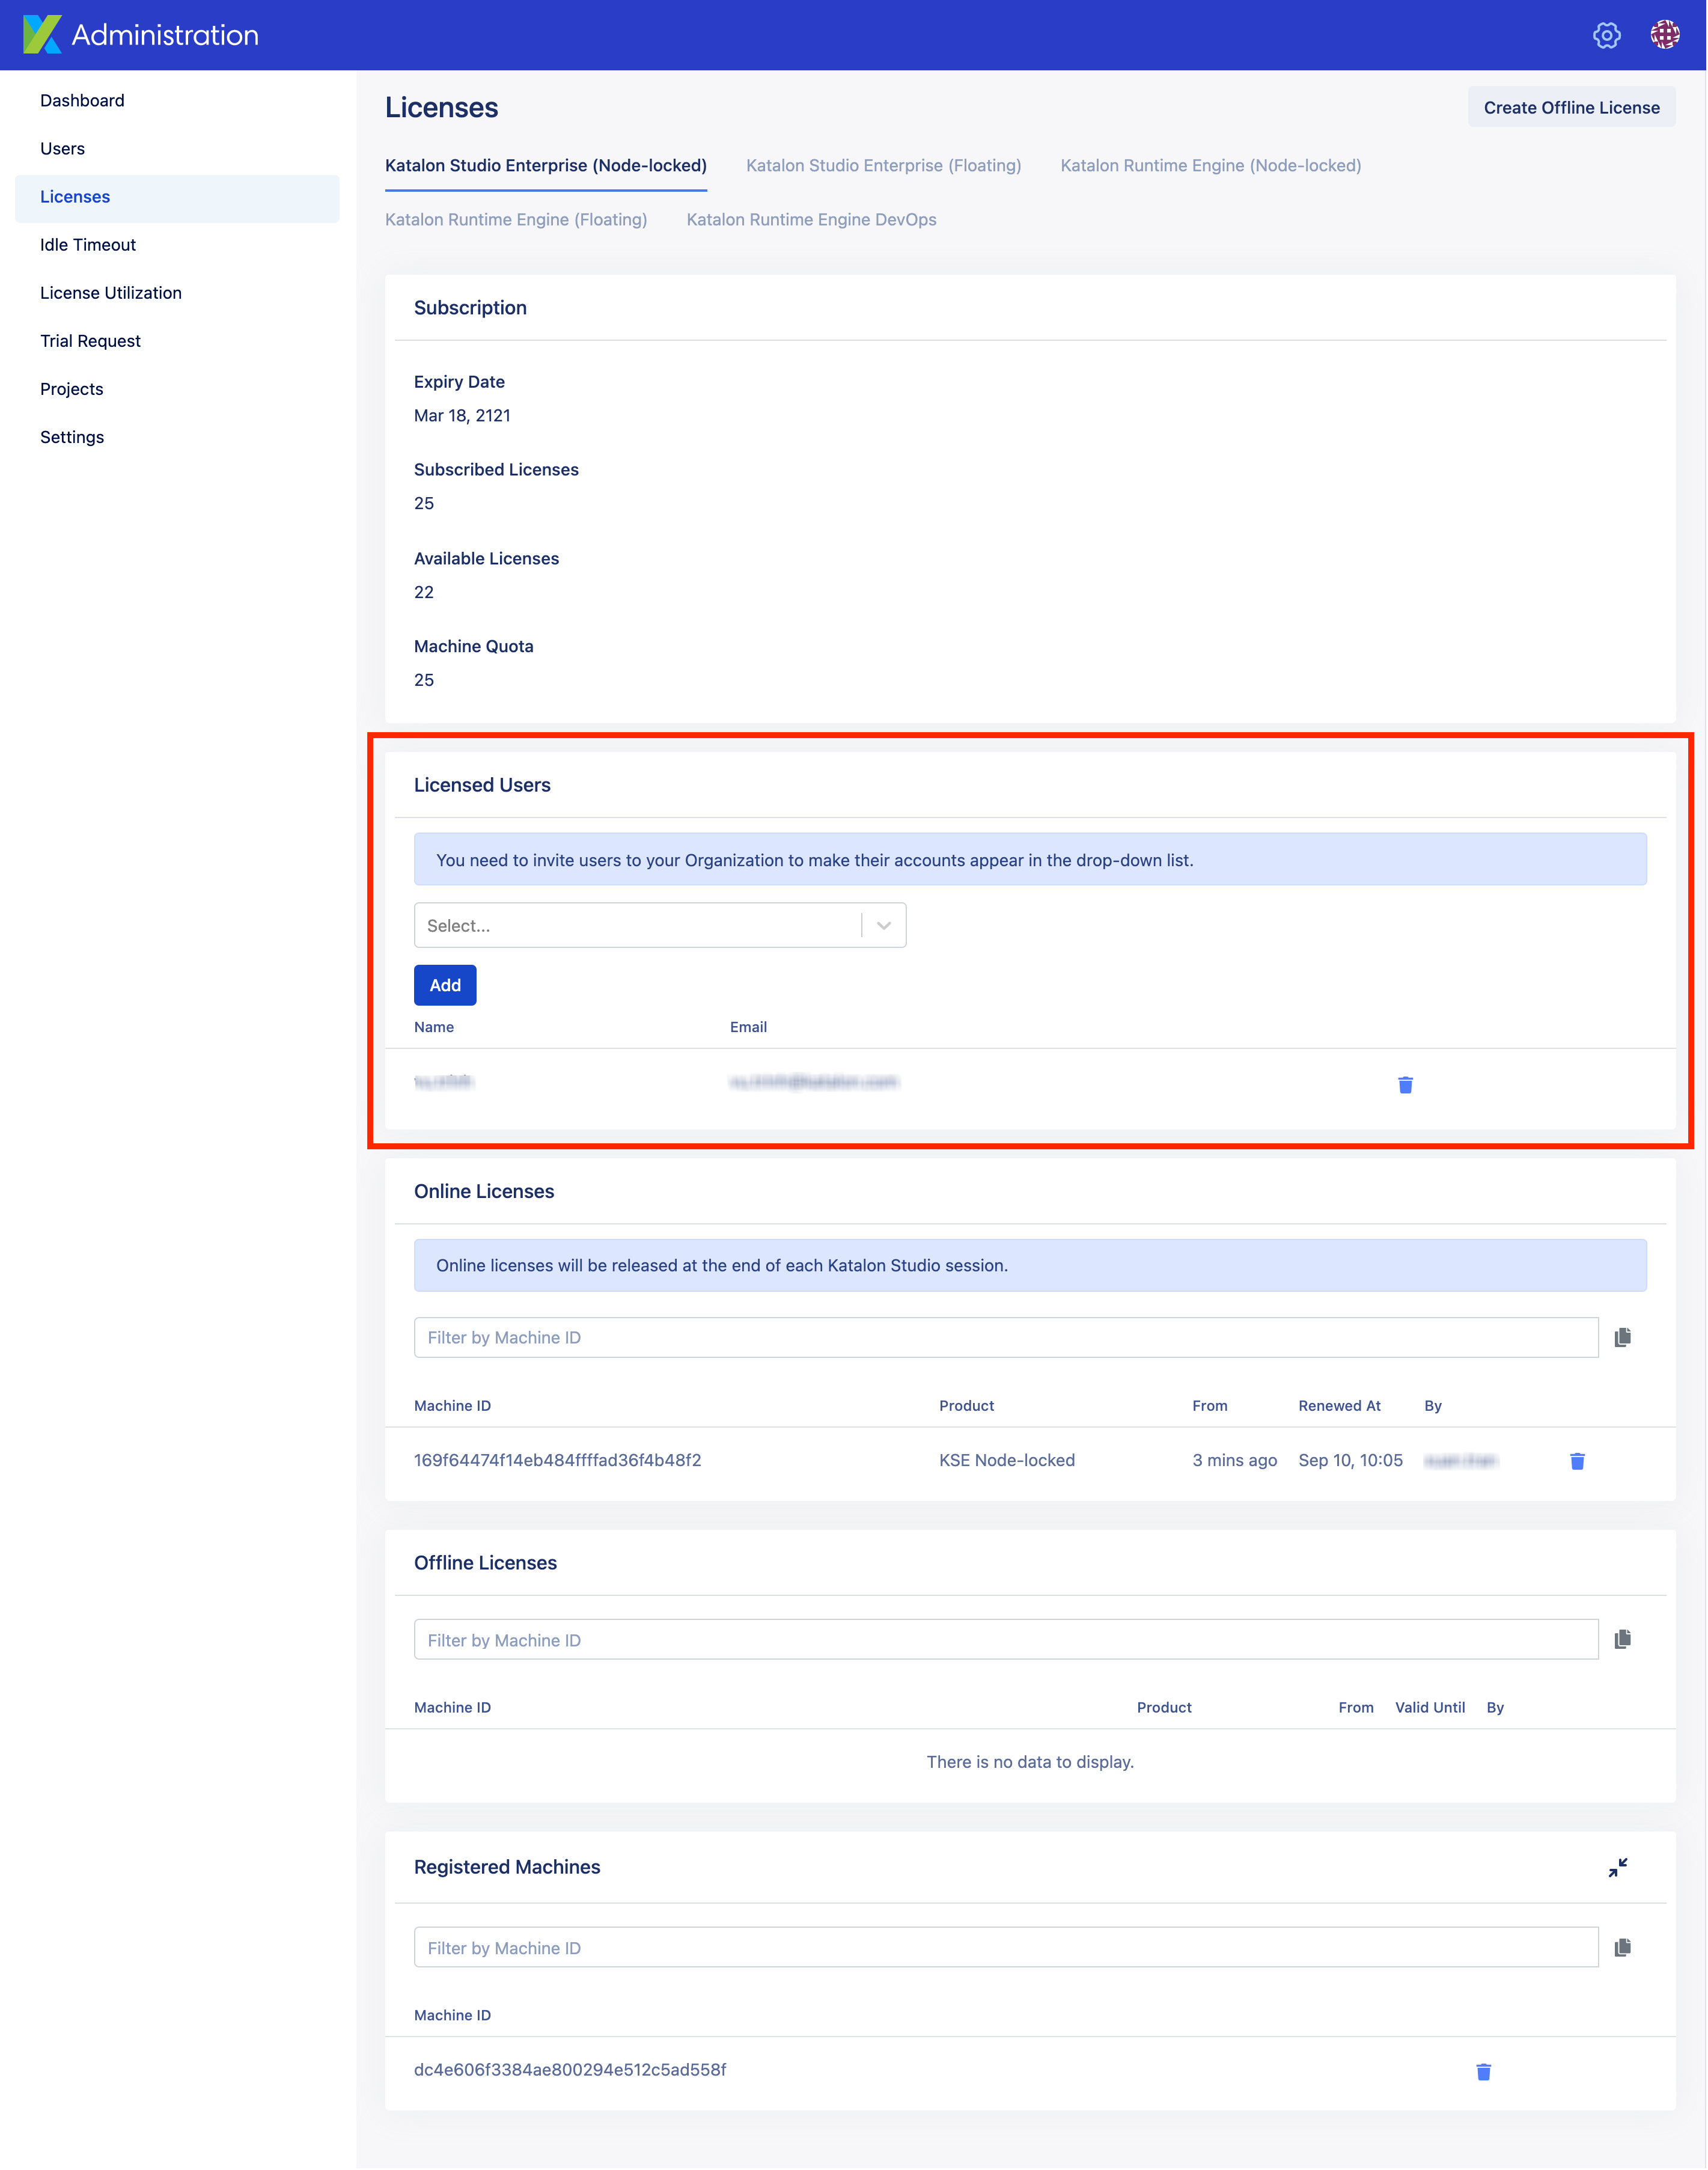 Administration
Dashboard
Users
Licenses
Idle Timeout
License Utilization
Trial Request
Projects
Settings
Licenses
Create Offline License
Katalon Studio Enterprise (Node-locked)
Katalon Studio Enterprise (Floating)
Katalon Runtime Engine (Node-locked)
Katalon Runtime Engine (Floating)
Katalon Runtime Engine DevOps
Subscription
Expiry Date
Mar 18, 2121
Subscribed Licenses
25
Available Licenses
22
Machine Quota
25
Licensed Users
You need to invite users to your Organization to make their accounts appear in the drop-down list.
Select...
Add
Name Email
Online Licenses
Online licenses will be released at the end of each Katalon Studio session.
Filter by Machine ID
Machine ID Product From Renewed At By
169f64474f14eb484ffffad36f4b48f2 KSE Node-locked 3 mins ago Sep 10, 10:05
Offline Licenses
Filter by Machine ID
Machine ID Product From Valid Until By
There is no data to display.
Registered Machines
Filter by Machine ID
Machine ID
dc4e606f3384ae800294e512c5ad558f